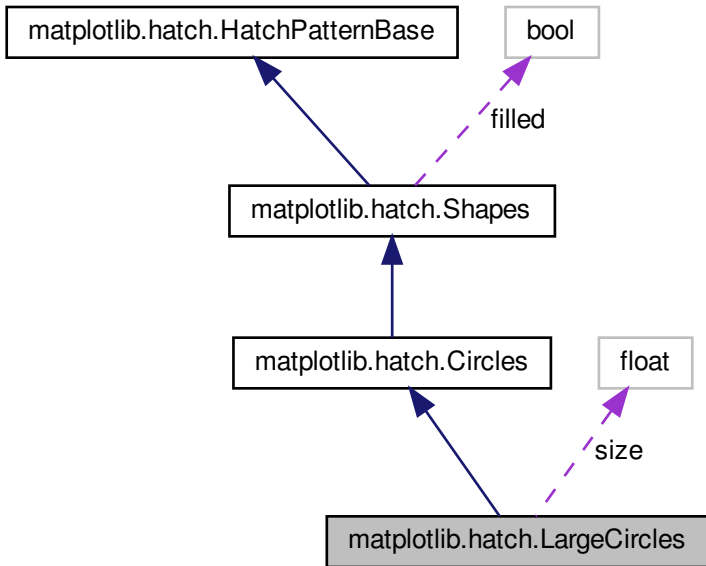 matplotlib.hatch.HatchPatternBase
bool
filled
matplotlib.hatch.Shapes
matplotlib.hatch.Circles
float
size
matplotlib.hatch.LargeCircles